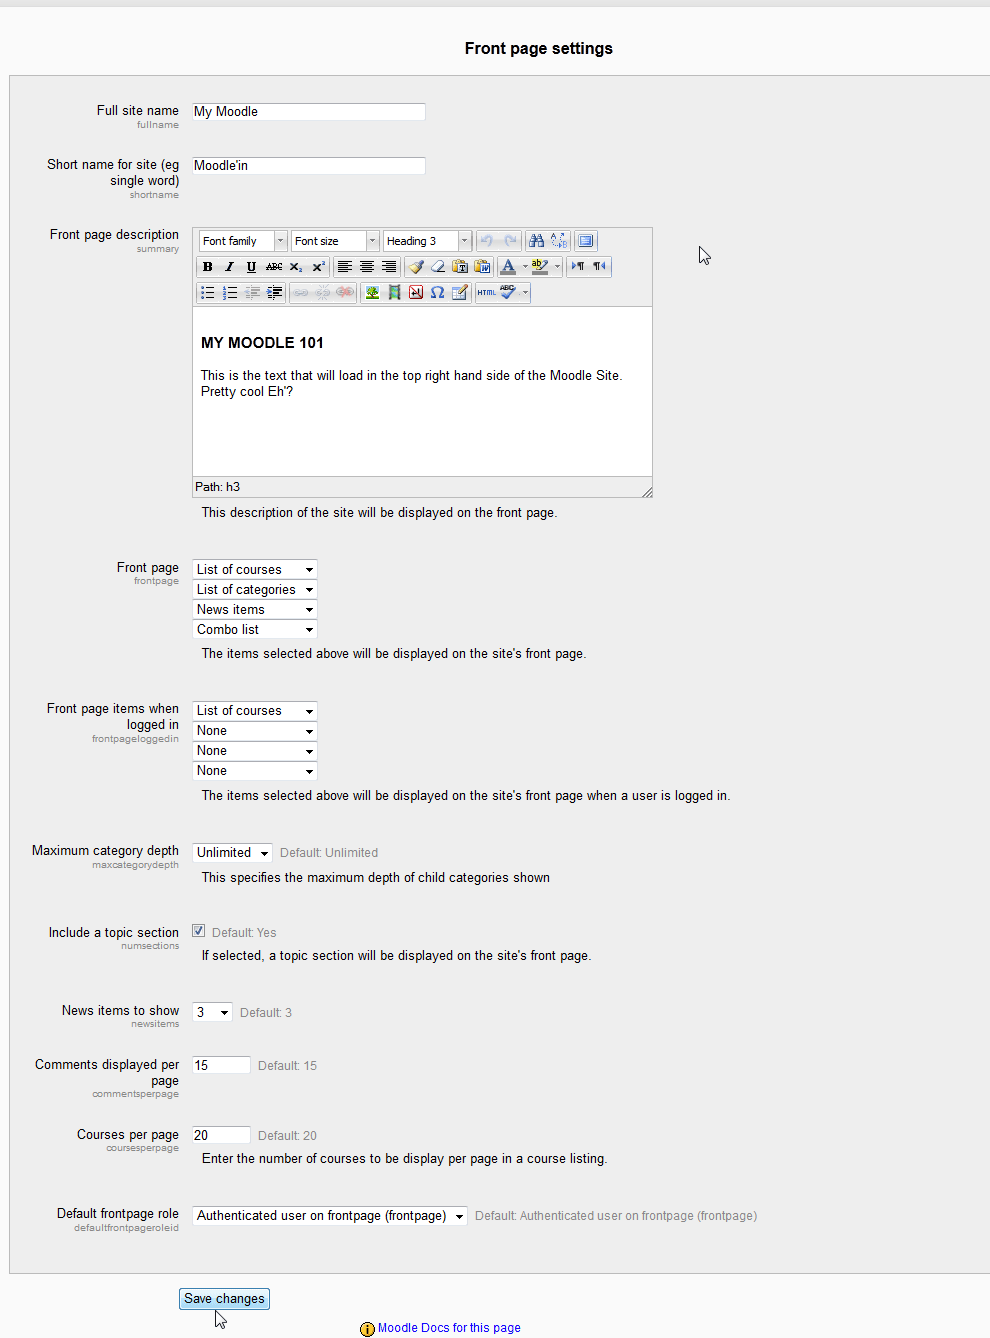 Front page settings
Full site name
fullname
My Moodle
Short name for site (eg
single word)
shortname
Moodle'in
Front page description
summary
Font family Font size Heading 3
B I U ABC X₂ X² A ab
HTML ABC
MY MOODLE 101
This is the text that will load in the top right hand side of the Moodle Site.
Pretty cool Eh'?
Path: h3
This description of the site will be displayed on the front page.
Front page
frontpage
List of courses
List of categories
News items
Combo list
The items selected above will be displayed on the site's front page.
Front page items when
logged in
frontpageloggedin
List of courses
None
None
None
The items selected above will be displayed on the site's front page when a user is logged in.
Maximum category depth
maxcategorydepth
Unlimited Default: Unlimited
This specifies the maximum depth of child categories shown
Include a topic section
numsections
Default: Yes
If selected, a topic section will be displayed on the site's front page.
News items to show
newsitems
3 Default: 3
Comments displayed per
page
commentsperpage
15 Default: 15
Courses per page
coursesperpage
20 Default: 20
Enter the number of courses to be display per page in a course listing.
Default frontpage role
defaultfrontpageroleid
Authenticated user on frontpage (frontpage) Default: Authenticated user on frontpage (frontpage)
Save changes
Moodle Docs for this page